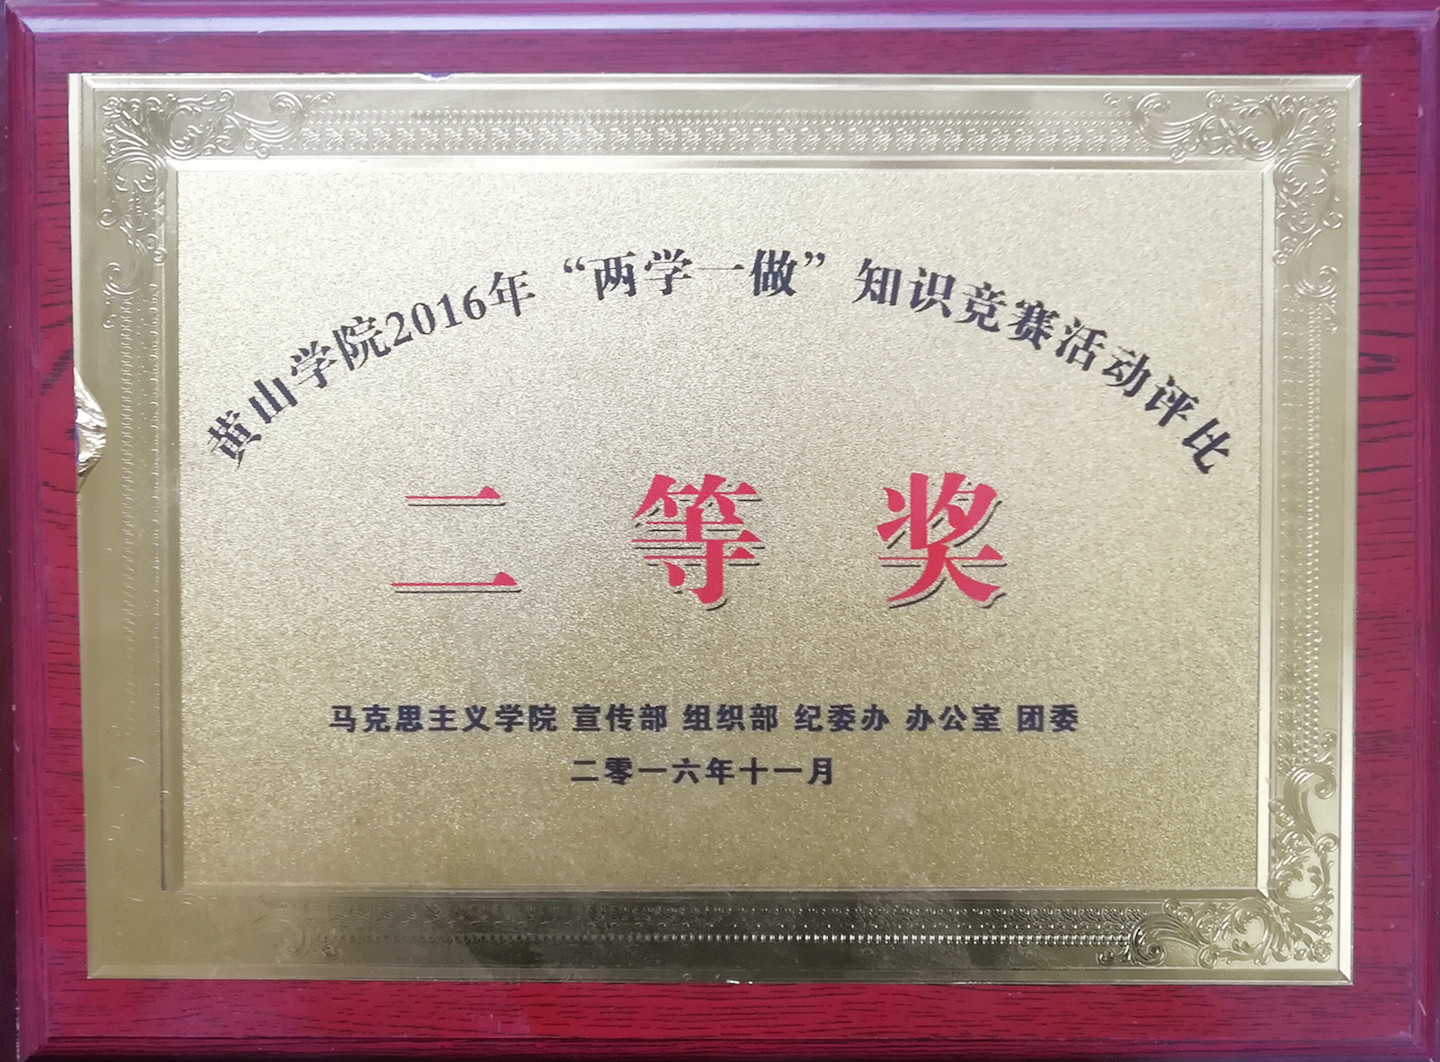 黄山学院2016年“两学一做”知识竞赛活动评比
二等奖
马克思主义学院 宣传部 组织部 纪委办 办公室 团委
二零一六年十一月